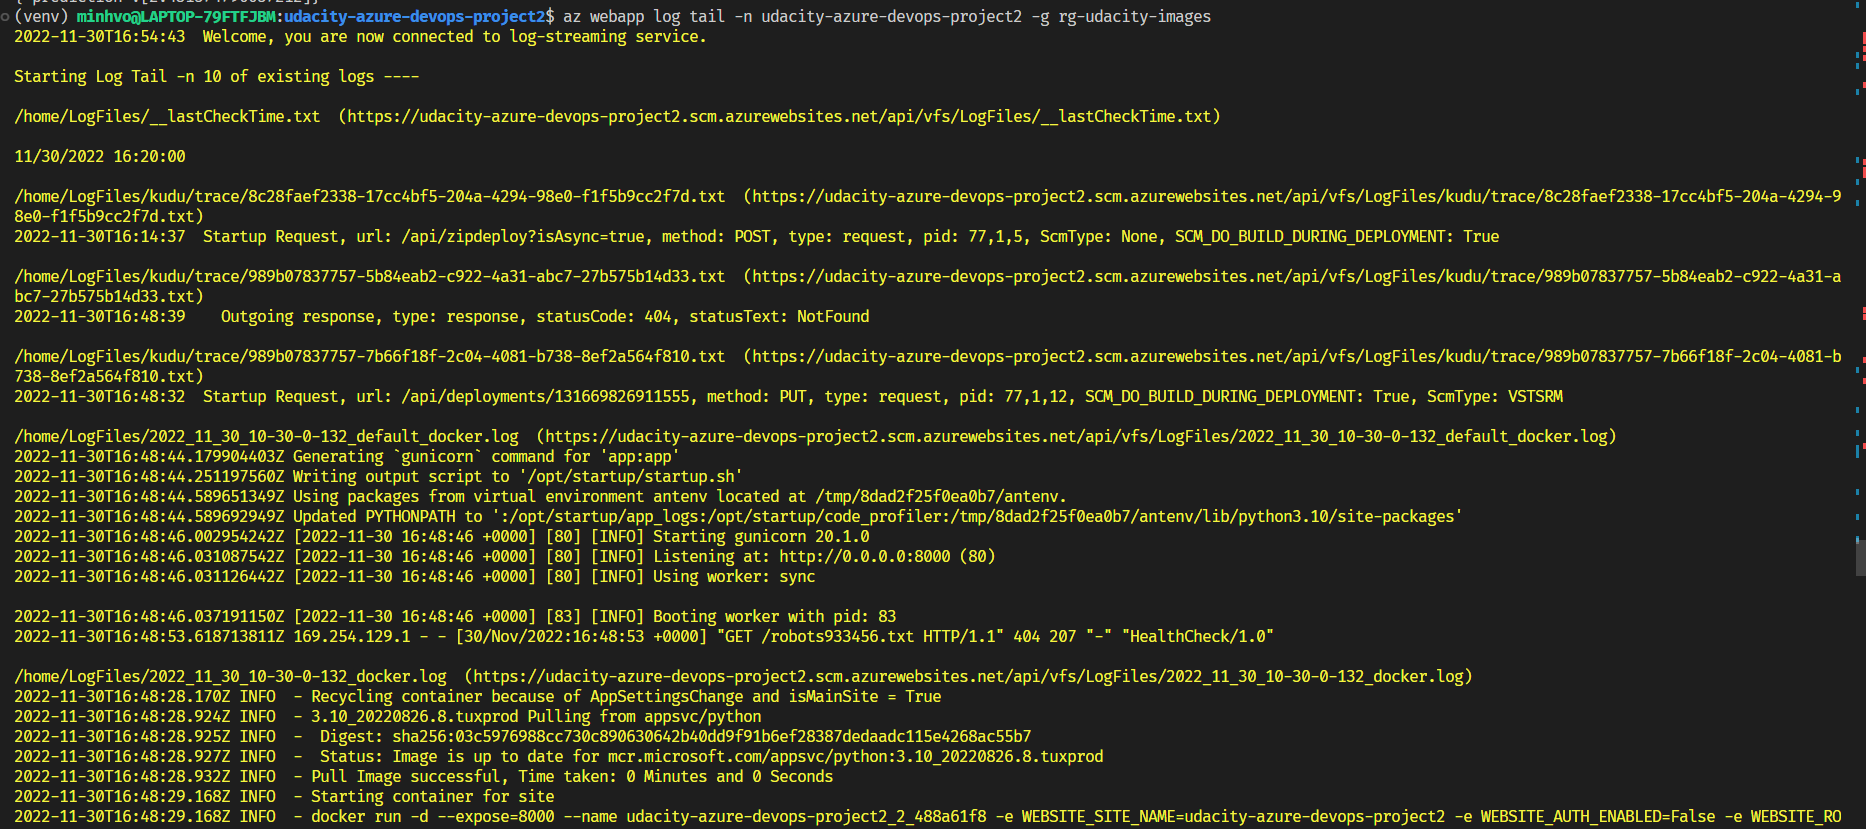 { prediction :[2.431574790687212]}
(venv) minhvo@LAPTOP-79FTFJBM:udacity-azure-devops-project2$ az webapp log tail -n udacity-azure-devops-project2 -g rg-udacity-images
2022-11-30T16:54:43  Welcome, you are now connected to log-streaming service.
Starting Log Tail -n 10 of existing logs ----
/home/LogFiles/__lastCheckTime.txt  (https://udacity-azure-devops-project2.scm.azurewebsites.net/api/vfs/LogFiles/__lastCheckTime.txt)
11/30/2022 16:20:00
/home/LogFiles/kudu/trace/8c28faef2338-17cc4bf5-204a-4294-98e0-f1f5b9cc2f7d.txt  (https://udacity-azure-devops-project2.scm.azurewebsites.net/api/vfs/LogFiles/kudu/trace/8c28faef2338-17cc4bf5-204a-4294-9
8e0-f1f5b9cc2f7d.txt)
2022-11-30T16:14:37  Startup Request, url: /api/zipdeploy?isAsync=true, method: POST, type: request, pid: 77,1,5, ScmType: None, SCM_DO_BUILD_DURING_DEPLOYMENT: True
/home/LogFiles/kudu/trace/989b07837757-5b84eab2-c922-4a31-abc7-27b575b14d33.txt  (https://udacity-azure-devops-project2.scm.azurewebsites.net/api/vfs/LogFiles/kudu/trace/989b07837757-5b84eab2-c922-4a31-a
bc7-27b575b14d33.txt)
2022-11-30T16:48:39    Outgoing response, type: response, statusCode: 404, statusText: NotFound
/home/LogFiles/kudu/trace/989b07837757-7b66f18f-2c04-4081-b738-8ef2a564f810.txt  (https://udacity-azure-devops-project2.scm.azurewebsites.net/api/vfs/LogFiles/kudu/trace/989b07837757-7b66f18f-2c04-4081-b
738-8ef2a564f810.txt)
2022-11-30T16:48:32  Startup Request, url: /api/deployments/131669826911555, method: PUT, type: request, pid: 77,1,12, SCM_DO_BUILD_DURING_DEPLOYMENT: True, ScmType: VSTSRM
/home/LogFiles/2022_11_30_10-30-0-132_default_docker.log  (https://udacity-azure-devops-project2.scm.azurewebsites.net/api/vfs/LogFiles/2022_11_30_10-30-0-132_default_docker.log)
2022-11-30T16:48:44.179904403Z Generating `gunicorn` command for 'app:app'
2022-11-30T16:48:44.251197560Z Writing output script to '/opt/startup/startup.sh'
2022-11-30T16:48:44.589651349Z Using packages from virtual environment antenv located at /tmp/8dad2f25f0ea0b7/antenv.
2022-11-30T16:48:44.589692949Z Updated PYTHONPATH to ':/opt/startup/app_logs:/opt/startup/code_profiler:/tmp/8dad2f25f0ea0b7/antenv/lib/python3.10/site-packages'
2022-11-30T16:48:46.002954242Z [2022-11-30 16:48:46 +0000] [80] [INFO] Starting gunicorn 20.1.0
2022-11-30T16:48:46.031087542Z [2022-11-30 16:48:46 +0000] [80] [INFO] Listening at: http://0.0.0.0:8000 (80)
2022-11-30T16:48:46.031126442Z [2022-11-30 16:48:46 +0000] [80] [INFO] Using worker: sync
2022-11-30T16:48:46.037191150Z [2022-11-30 16:48:46 +0000] [83] [INFO] Booting worker with pid: 83
2022-11-30T16:48:53.618713811Z 169.254.129.1 - - [30/Nov/2022:16:48:53 +0000] "GET /robots933456.txt HTTP/1.1" 404 207 "-" "HealthCheck/1.0"
/home/LogFiles/2022_11_30_10-30-0-132_docker.log  (https://udacity-azure-devops-project2.scm.azurewebsites.net/api/vfs/LogFiles/2022_11_30_10-30-0-132_docker.log)
2022-11-30T16:48:28.170Z INFO  - Recycling container because of AppSettingsChange and isMainSite = True
2022-11-30T16:48:28.924Z INFO  - 3.10_20220826.8.tuxprod Pulling from appsvc/python
2022-11-30T16:48:28.925Z INFO  -  Digest: sha256:03c5976988cc730c890630642b40dd9f91b6ef28387dedaadc115e4268ac55b7
2022-11-30T16:48:28.927Z INFO  -  Status: Image is up to date for mcr.microsoft.com/appsvc/python:3.10_20220826.8.tuxprod
2022-11-30T16:48:28.932Z INFO  - Pull Image successful, Time taken: 0 Minutes and 0 Seconds
2022-11-30T16:48:29.168Z INFO  - Starting container for site
2022-11-30T16:48:29.168Z INFO  - docker run -d --expose=8000 --name udacity-azure-devops-project2_2_488a61f8 -e WEBSITE_SITE_NAME=udacity-azure-devops-project2 -e WEBSITE_AUTH_ENABLED=False -e WEBSITE_RO